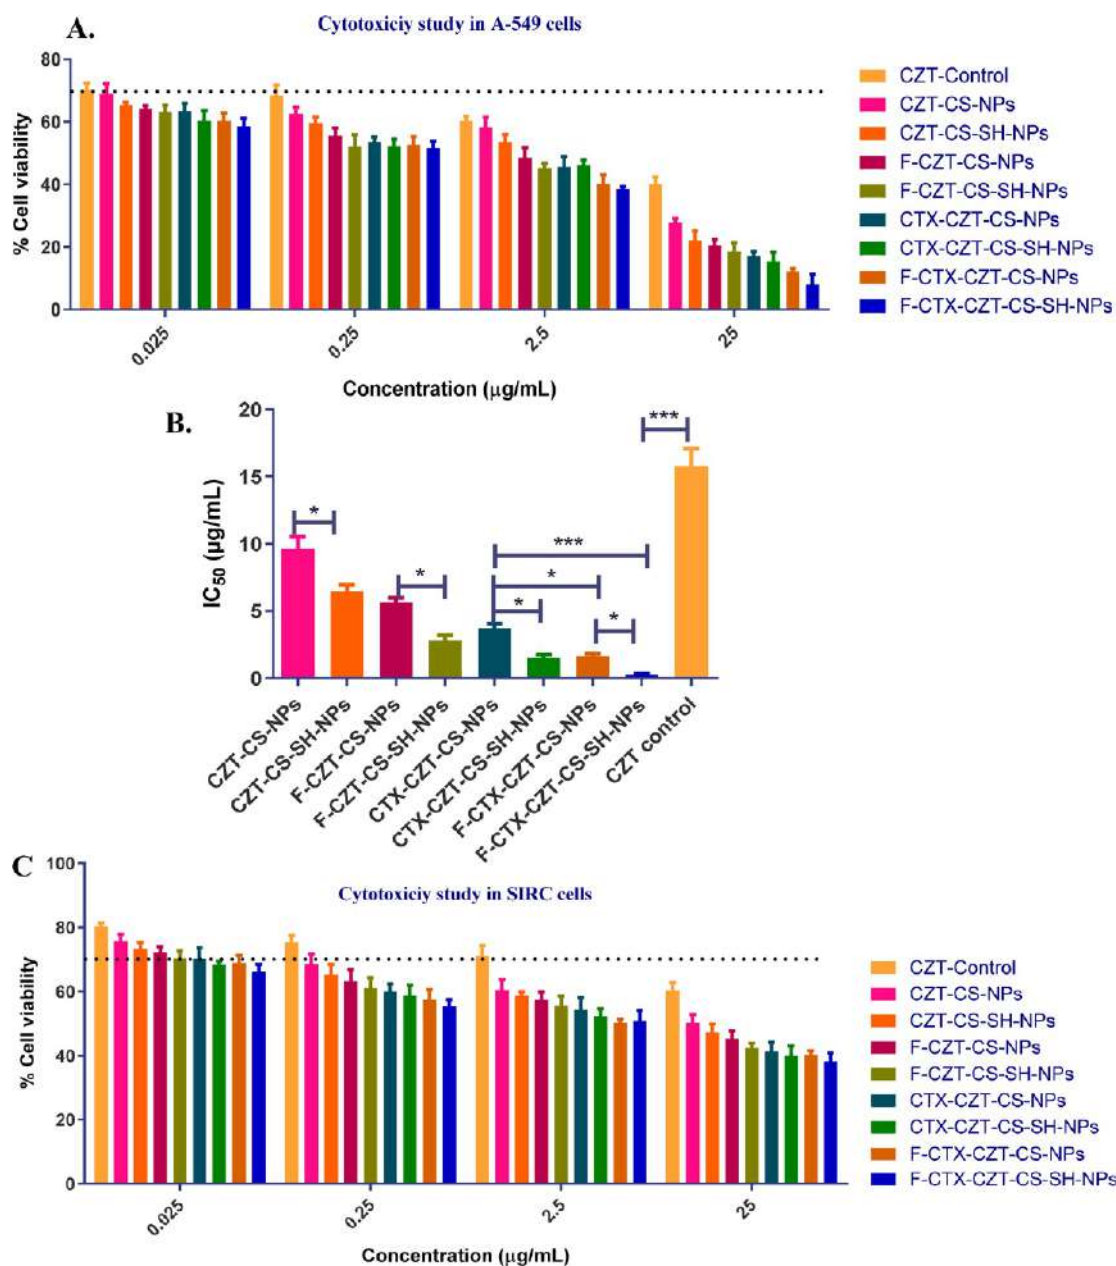 A.
Cytotoxiciy study in A-549 cells
% Cell viability
80
60
40
20
0
0.025
0.25
2.5
25
Concentration (μg/mL)
CZT-Control
CZT-CS-NPs
CZT-CS-SH-NPs
F-CZT-CS-NPs
F-CZT-CS-SH-NPs
CTX-CZT-CS-NPs
CTX-CZT-CS-SH-NPs
F-CTX-CZT-CS-NPs
F-CTX-CZT-CS-SH-NPs
B.
IC50 (μg/mL)
20
15
10
5
0
*
*
***
*
*
*
***
CZT-CS-NPs
CZT-CS-SH-NPs
F-CZT-CS-NPs
F-CZT-CS-SH-NPs
CTX-CZT-CS-NPs
CTX-CZT-CS-SH-NPs
F-CTX-CZT-CS-NPs
F-CTX-CZT-CS-SH-NPs
CZT control
C
Cytotoxiciy study in SIRC cells
% Cell viability
100
80
60
40
20
0
0.025
0.25
2.5
25
Concentration (μg/mL)
CZT-Control
CZT-CS-NPs
CZT-CS-SH-NPs
F-CZT-CS-NPs
F-CZT-CS-SH-NPs
CTX-CZT-CS-NPs
CTX-CZT-CS-SH-NPs
F-CTX-CZT-CS-NPs
F-CTX-CZT-CS-SH-NPs